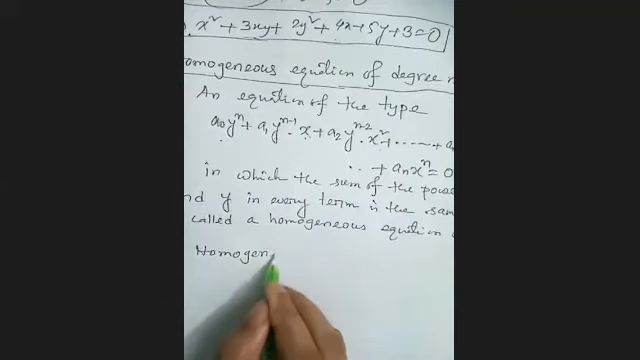 x² + 3xy + 2y² + 4x + 5y + 3 = 0
omogeneous equation of degree n
An equation of the type
a₀yⁿ + a₁yⁿ⁻¹.x + a₂yⁿ⁻².x² + ...... + a
.. + aₙxⁿ = 0
in which the sum of the powe
nd y in every term is the sam
called a homogeneous equation
Homogen